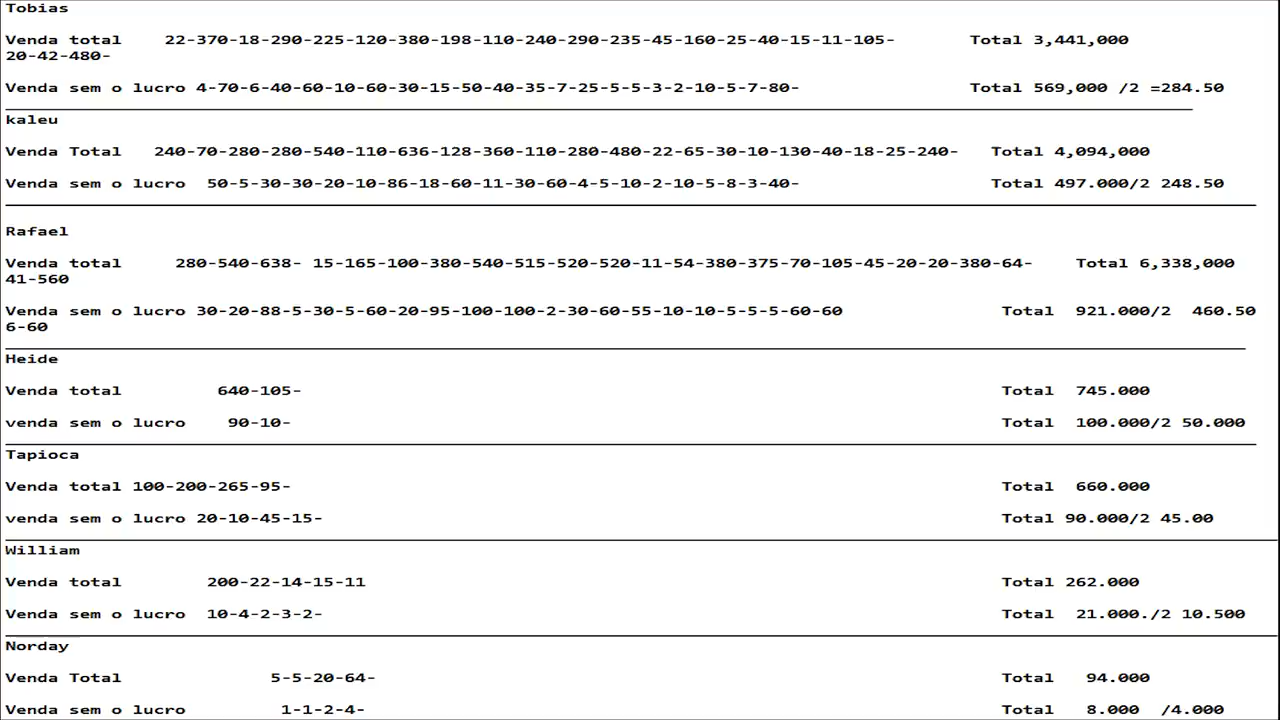 Tobias
Venda total 22-370-18-290-225-120-380-198-110-240-290-235-45-160-25-40-15-11-105- Total 3,441,000
20-42-480-
Venda sem o lucro 4-70-6-40-60-10-60-30-15-50-40-35-7-25-5-5-3-2-10-5-7-80- Total 569,000 /2 =284.50
kaleu
Venda Total 240-70-280-280-540-110-636-128-360-110-280-480-22-65-30-10-130-40-18-25-240- Total 4,094,000
Venda sem o lucro 50-5-30-30-20-10-86-18-60-11-30-60-4-5-10-2-10-5-8-3-40- Total 497.000/2 248.50
Rafael
Venda total 280-540-638- 15-165-100-380-540-515-520-520-11-54-380-375-70-105-45-20-20-380-64- Total 6,338,000
41-560
Venda sem o lucro 30-20-88-5-30-5-60-20-95-100-100-2-30-60-55-10-10-5-5-5-60-60 Total 921.000/2 460.50
6-60
Heide
Venda total 640-105- Total 745.000
venda sem o lucro 90-10- Total 100.000/2 50.000
Tapioca
Venda total 100-200-265-95- Total 660.000
venda sem o lucro 20-10-45-15- Total 90.000/2 45.00
William
Venda total 200-22-14-15-11 Total 262.000
Venda sem o lucro 10-4-2-3-2- Total 21.000./2 10.500
Norday
Venda Total 5-5-20-64- Total 94.000
Venda sem o lucro 1-1-2-4- Total 8.000 /4.000